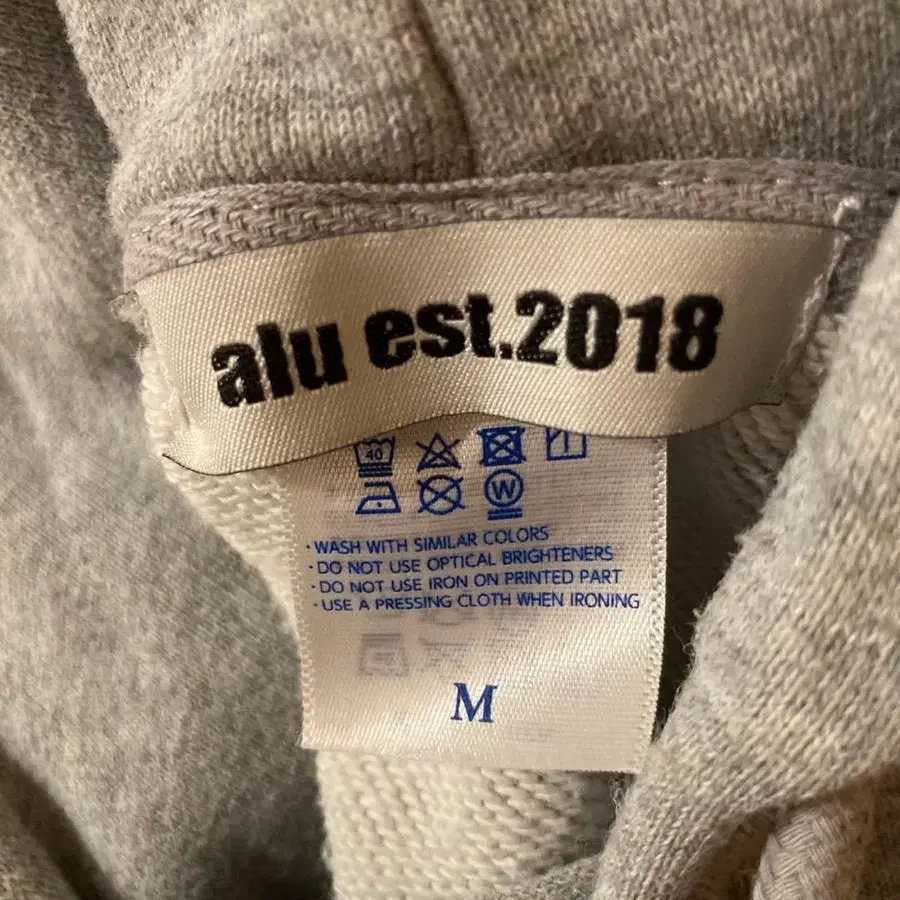 alu est.2018
40
W
·WASH WITH SIMILAR COLORS
·DO NOT USE OPTICAL BRIGHTENERS
·DO NOT USE IRON ON PRINTED PART
·USE A PRESSING CLOTH WHEN IRONING
M